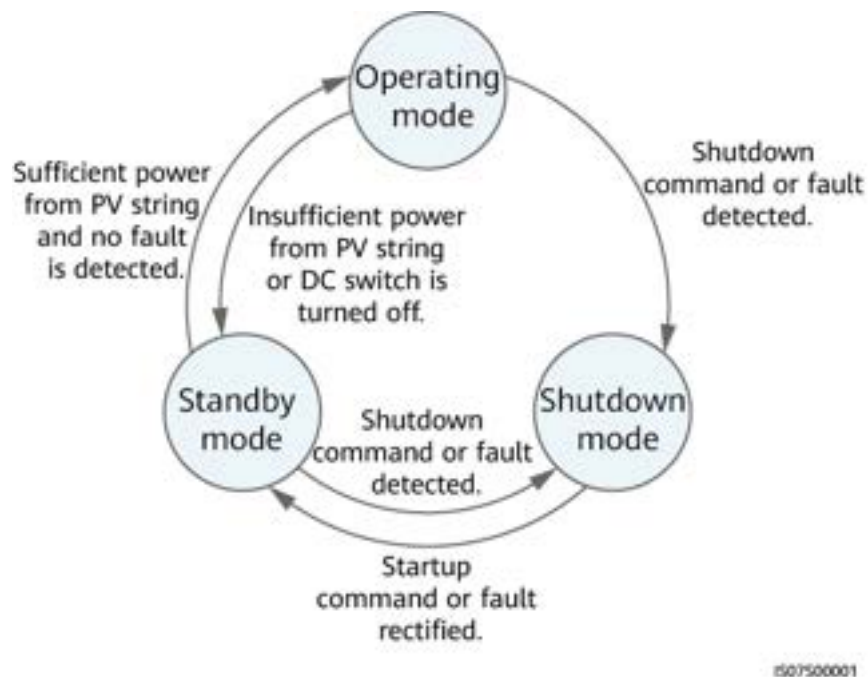 Operating
mode
Shutdown
command or fault
detected.
Sufficient power
from PV string
and no fault
is detected.
Insufficient power
from PV string
or DC switch is
turned off.
Standby
mode
Shutdown
mode
Shutdown
command or fault
detected.
Startup
command or fault
rectified.
IS07S00001